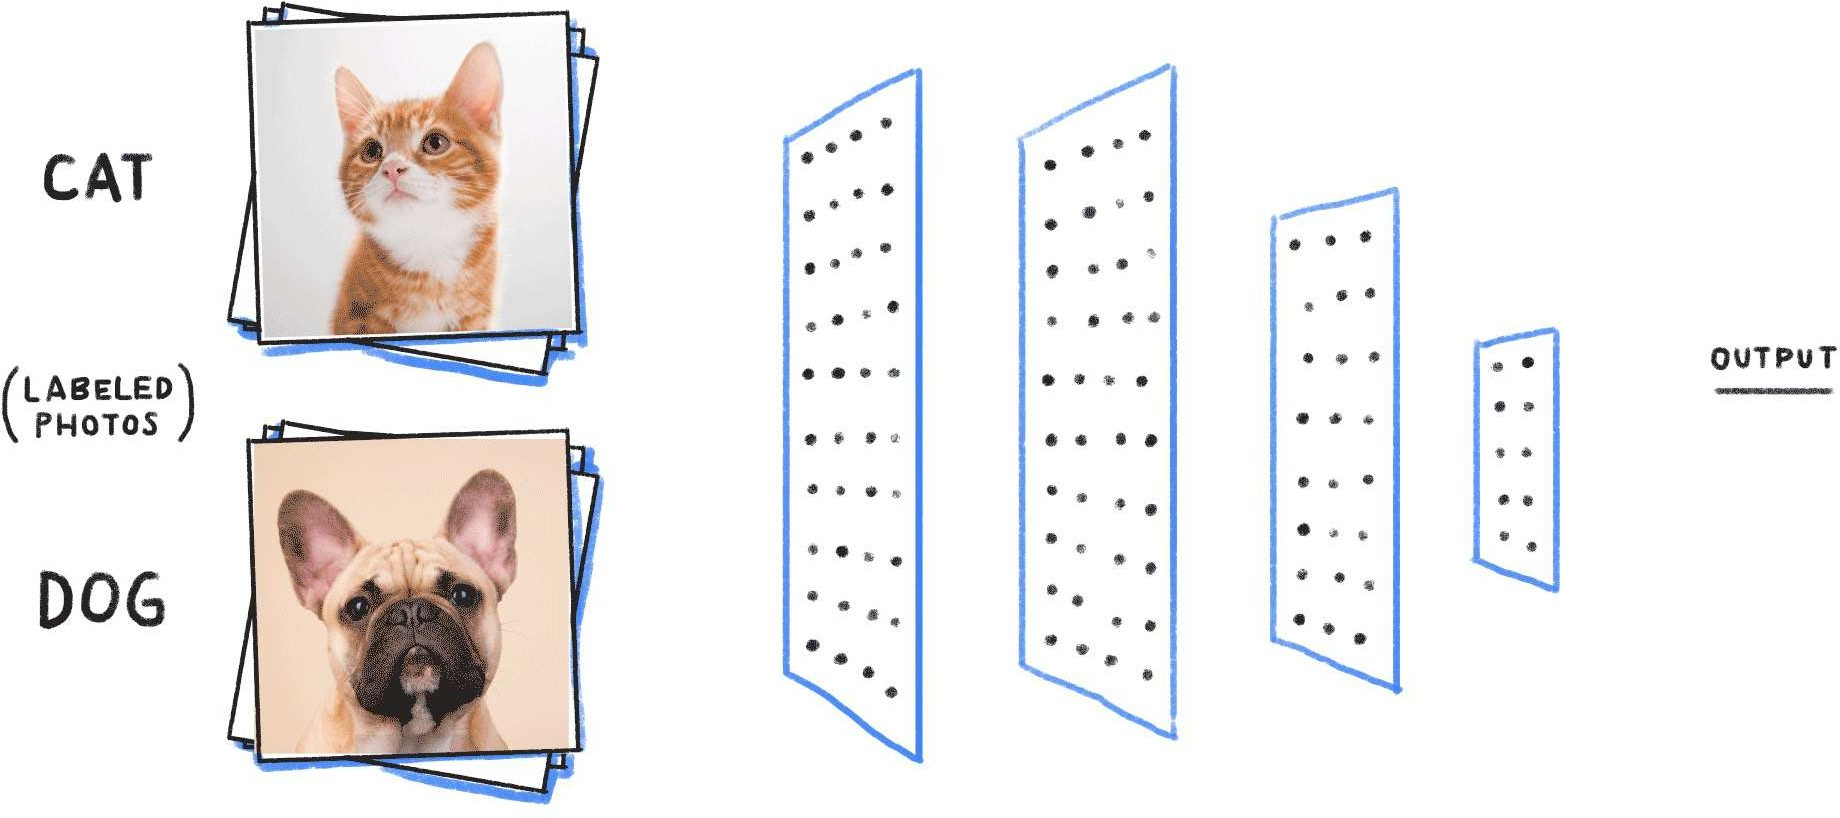 CAT
(LABELED
PHOTOS)
DOG
OUTPUT